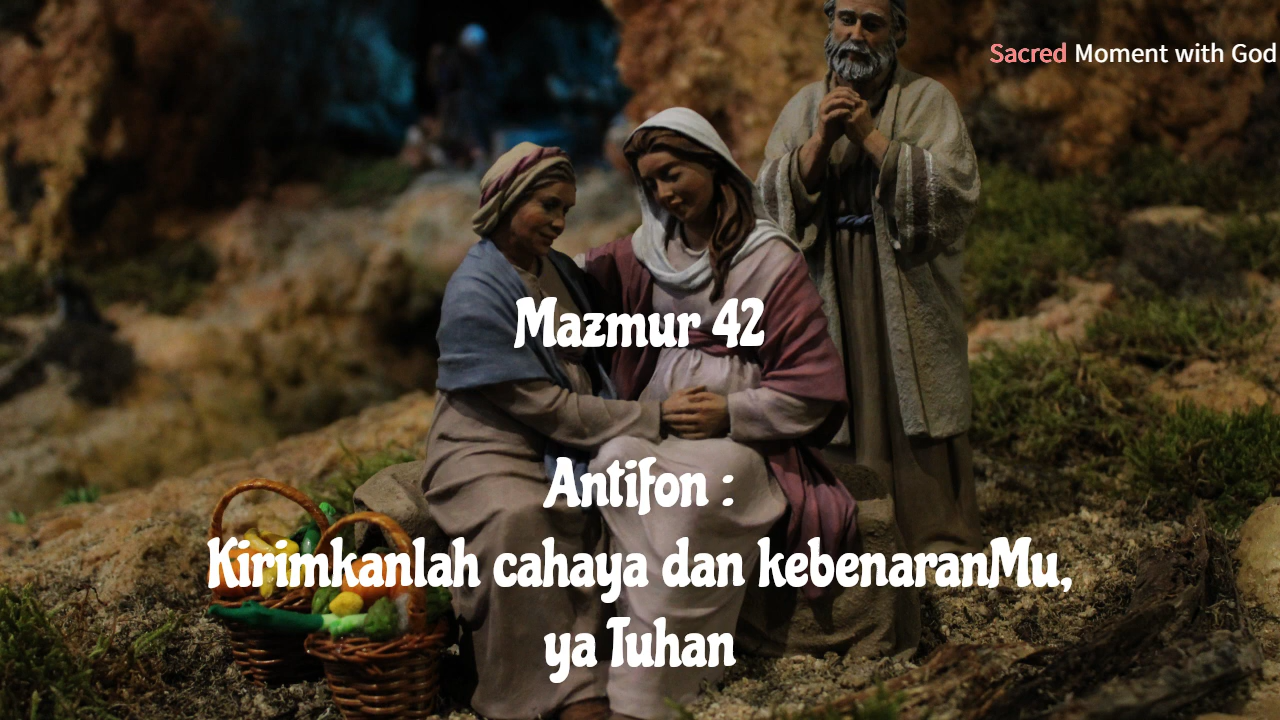 Sacred Moment with God
Mazmur 42
Antifon :
Kirimkanlah cahaya dan kebenaranMu,
ya Tuhan